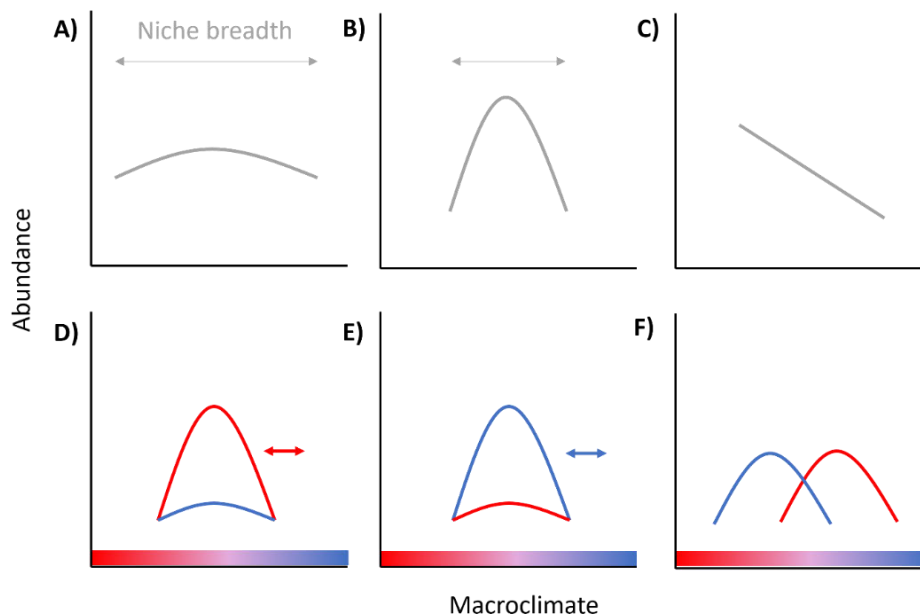 A) Niche breadth
B)
C)
Abundance
D)
E)
F)
Macroclimate